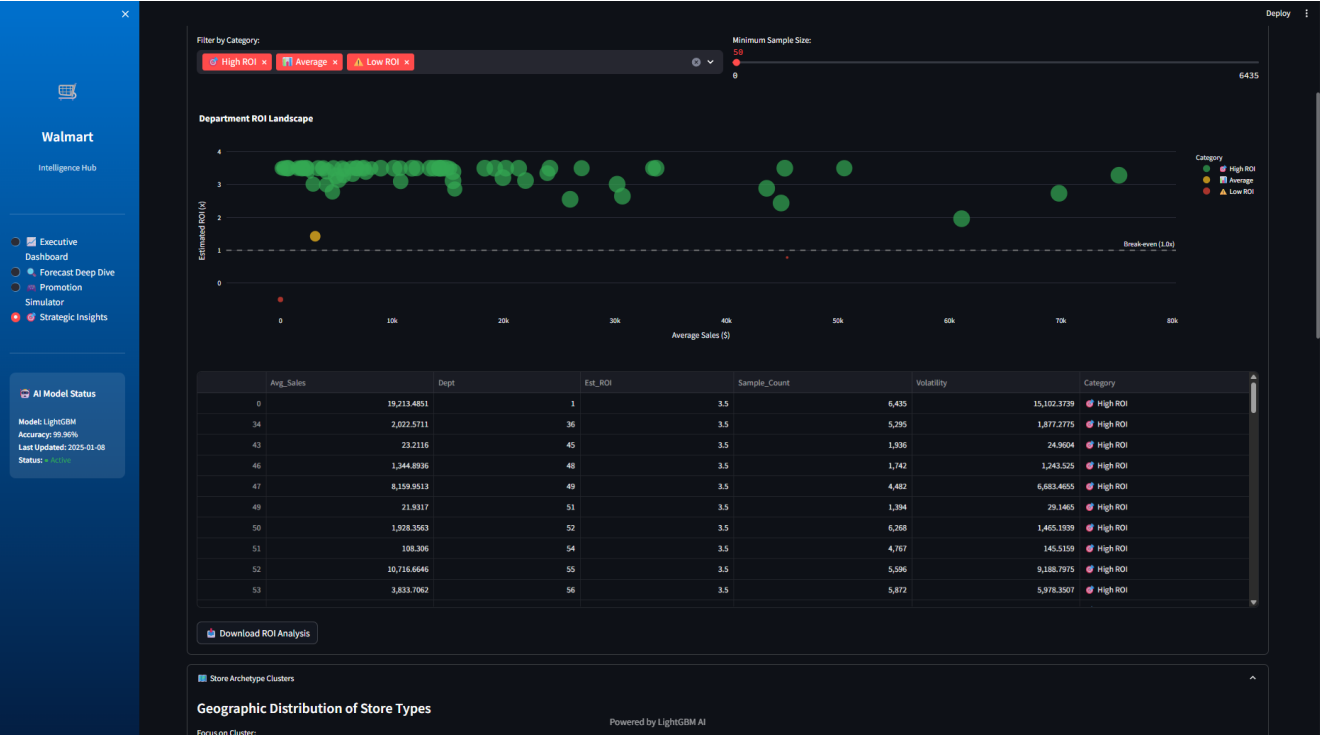 Deploy
Walmart
Intelligence Hub
Executive
Dashboard
Forecast Deep Dive
Promotion
Simulator
Strategic Insights
AI Model Status
Model: LightGBM
Accuracy: 99.96%
Last Updated: 2025-01-08
Status: Active
Filter by Category:
High ROI × Average × Low ROI ×
Minimum Sample Size:
50
0 6435
Department ROI Landscape
4
3
2
1
0
Estimated ROI (x)
Break-even (1.0x)
0 10k 20k 30k 40k 50k 60k 70k 80k
Average Sales ($)
Category
High ROI
Average
Low ROI
Avg_Sales Dept Est_ROI Sample_Count Volatility Category
0 19,213.4851 1 3.5 6,435 15,102.3739 High ROI
34 2,022.5711 36 3.5 5,295 1,877.2775 High ROI
43 23.2116 45 3.5 1,936 24.9604 High ROI
46 1,344.8936 48 3.5 1,742 1,243.525 High ROI
47 8,159.9513 49 3.5 4,482 6,683.4655 High ROI
49 21.9317 51 3.5 1,394 29.1465 High ROI
50 1,928.3563 52 3.5 6,268 1,465.1939 High ROI
51 108.306 54 3.5 4,767 145.5159 High ROI
52 10,716.6646 55 3.5 5,596 9,188.7975 High ROI
53 3,833.7062 56 3.5 5,872 5,978.3507 High ROI
Download ROI Analysis
Store Archetype Clusters
Geographic Distribution of Store Types
Powered by LightGBM AI
Focus on Cluster: